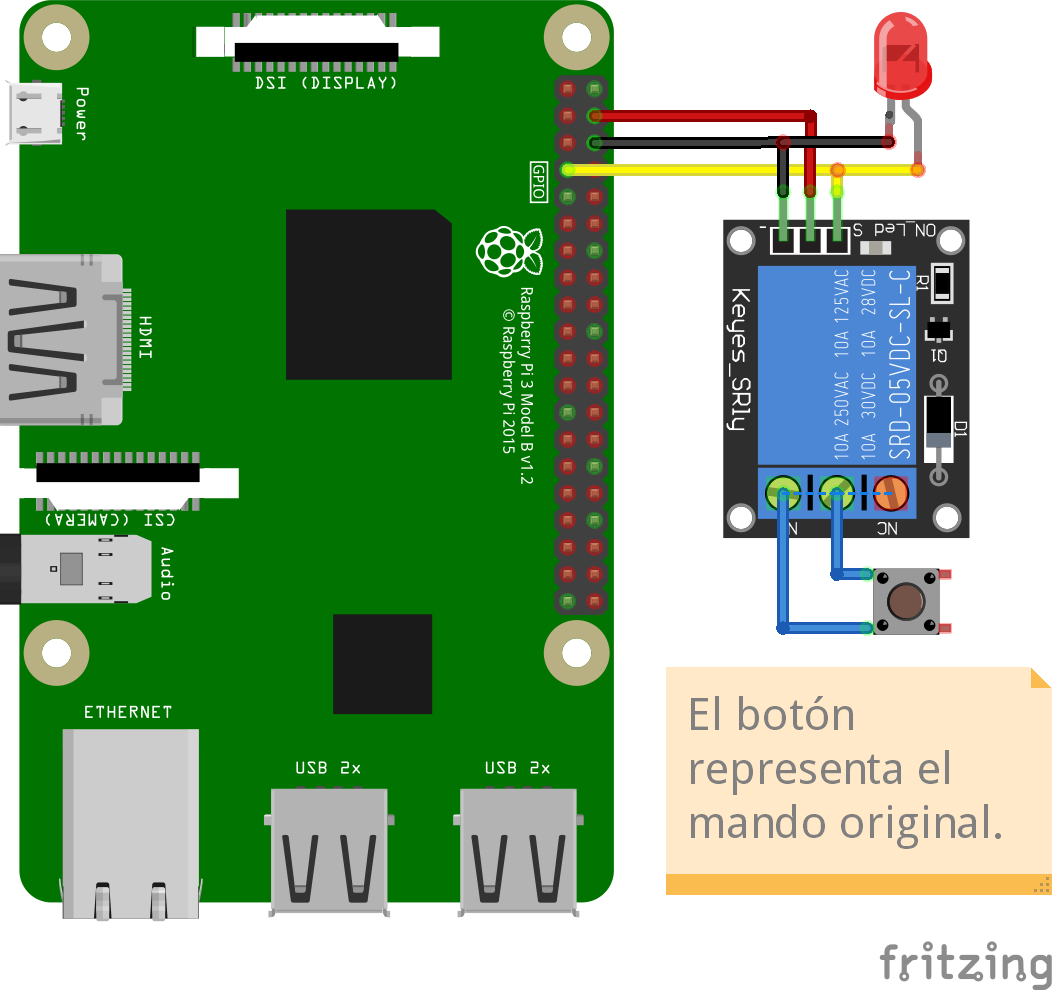 DSI (DISPLAY)
Power
GPIO
HDMI
Raspberry Pi 3 Model B v1.2
© Raspberry Pi 2015
CSI (CAMERA)
Audio
ETHERNET
USB 2x
USB 2x
-
S
ON_Led
Keyes_SRly
10A 250VAC 10A 125VAC
10A 30VDC 10A 28VDC
SRD-05VDC-SL-C
R1
Q1
D1
N
NC
El botón
representa el
mando original.
fritzing